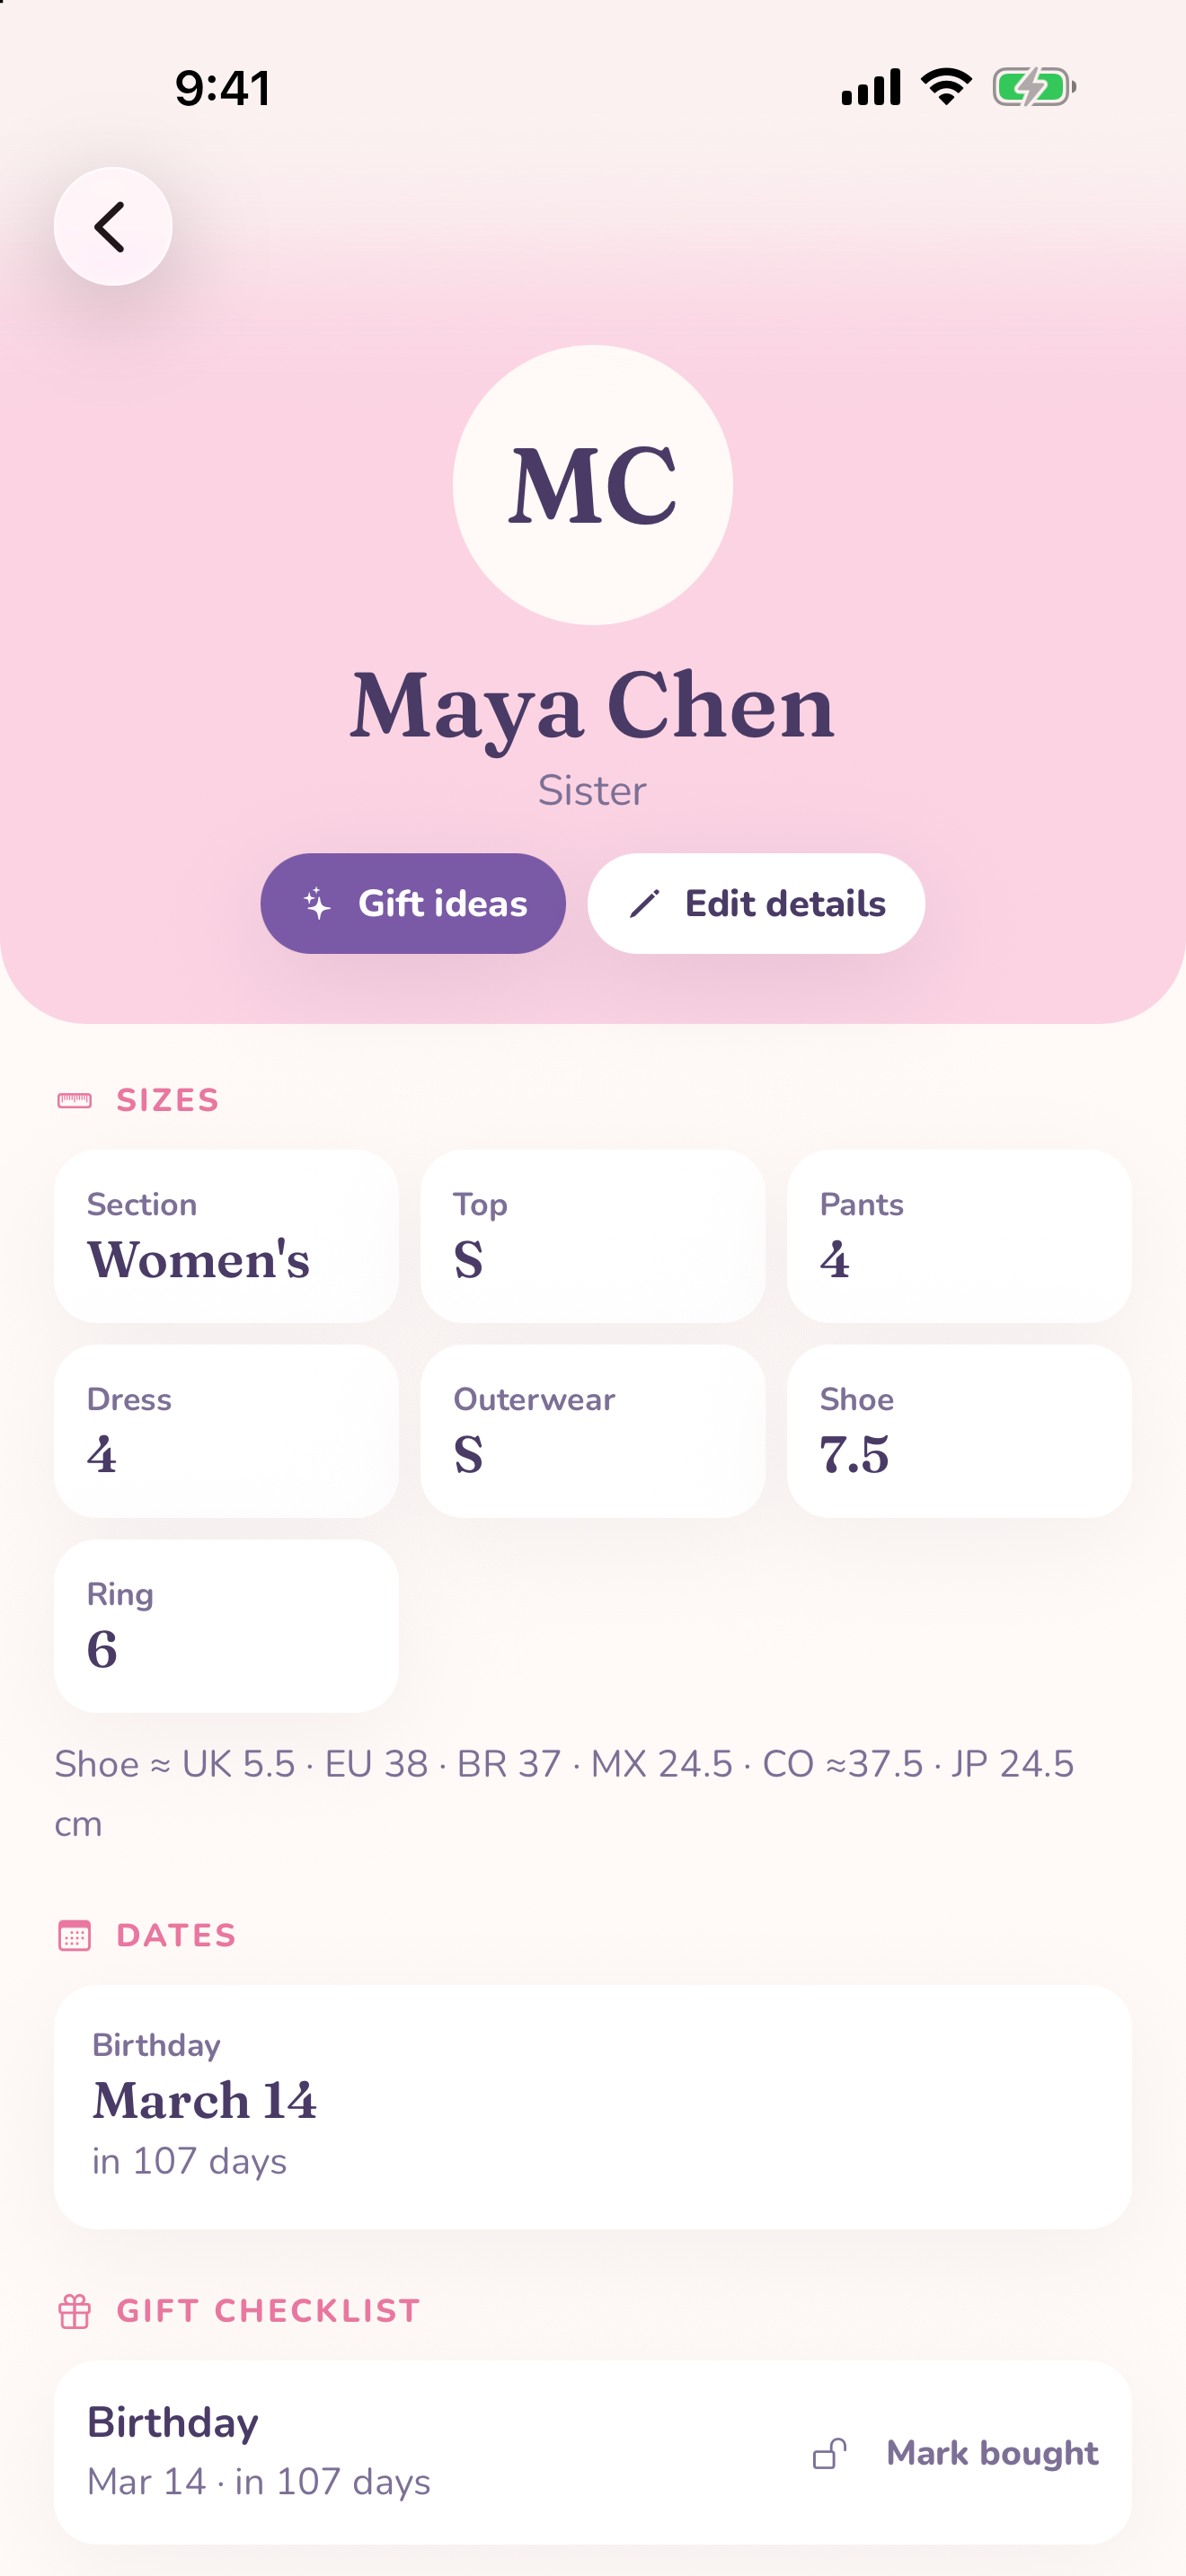 9:41
MC
Maya Chen
Sister
Gift ideas
Edit details
SIZES
Section
Women's
Top
S
Pants
4
Dress
4
Outerwear
S
Shoe
7.5
Ring
6
Shoe ≈ UK 5.5 · EU 38 · BR 37 · MX 24.5 · CO ≈37.5 · JP 24.5
cm
DATES
Birthday
March 14
in 107 days
GIFT CHECKLIST
Birthday
Mar 14 · in 107 days
Mark bought